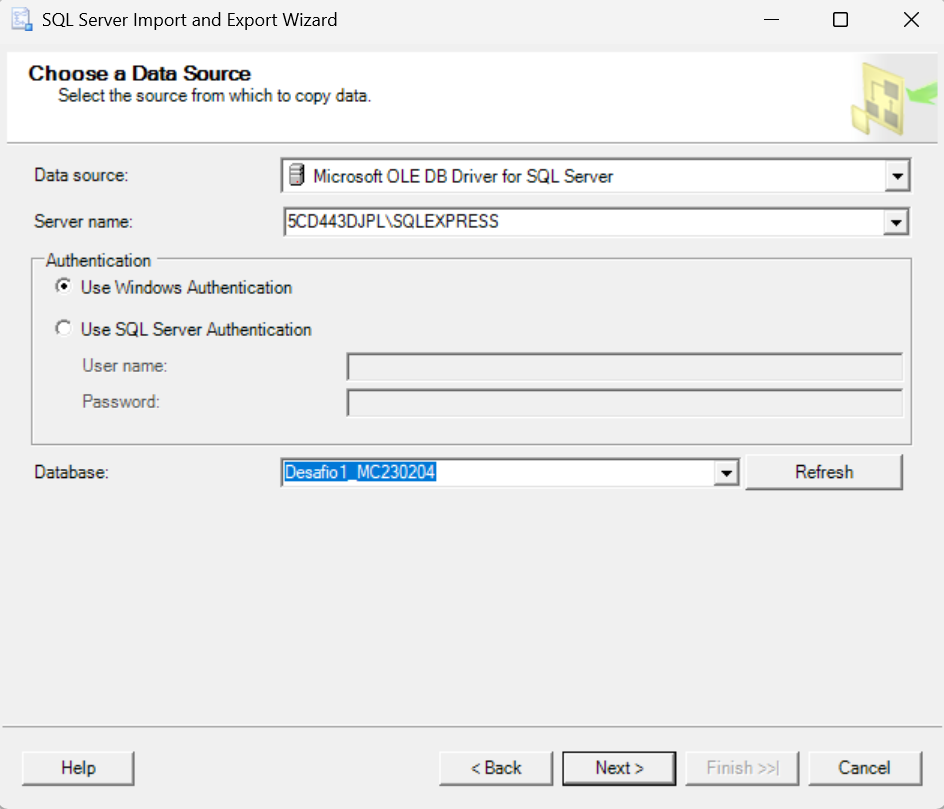 SQL Server Import and Export Wizard
Choose a Data Source
Select the source from which to copy data.
Data source: Microsoft OLE DB Driver for SQL Server
Server name: 5CD443DJPL\SQLEXPRESS
Authentication
Use Windows Authentication
Use SQL Server Authentication
User name:
Password:
Database: Desafio1_MC230204 Refresh
Help < Back Next > Finish >>| Cancel